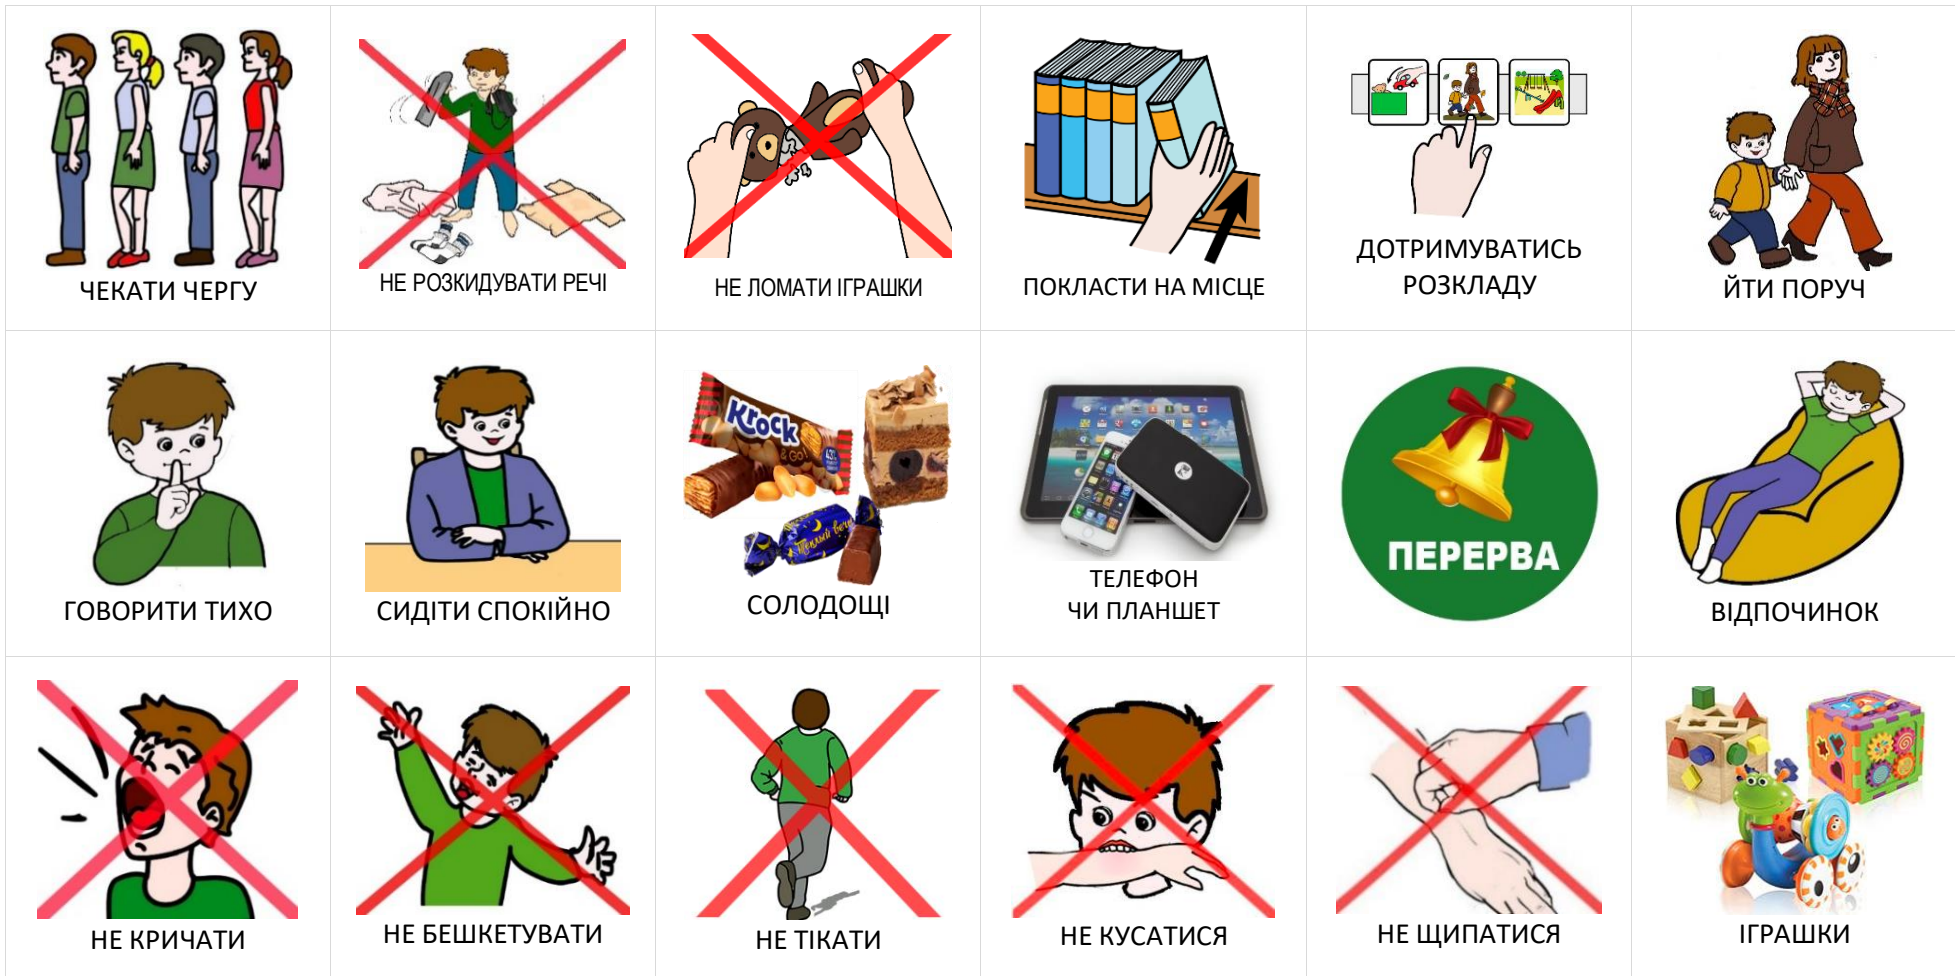 ЧЕКАТИ ЧЕРГУ
НЕ РОЗКИДУВАТИ РЕЧІ
НЕ ЛОМАТИ ІГРАШКИ
ПОКЛАСТИ НА МІСЦЕ
ДОТРИМУВАТИСЬ
РОЗКЛАДУ
ЙТИ ПОРУЧ
ГОВОРИТИ ТИХО
СИДІТИ СПОКІЙНО
Krock
& GO!
СОЛОДОЩІ
ТЕЛЕФОН
ЧИ ПЛАНШЕТ
ПЕРЕРВА
ВІДПОЧИНОК
НЕ КРИЧАТИ
НЕ БЕШКЕТУВАТИ
НЕ ТІКАТИ
НЕ КУСАТИСЯ
НЕ ЩИПАТИСЯ
ІГРАШКИ